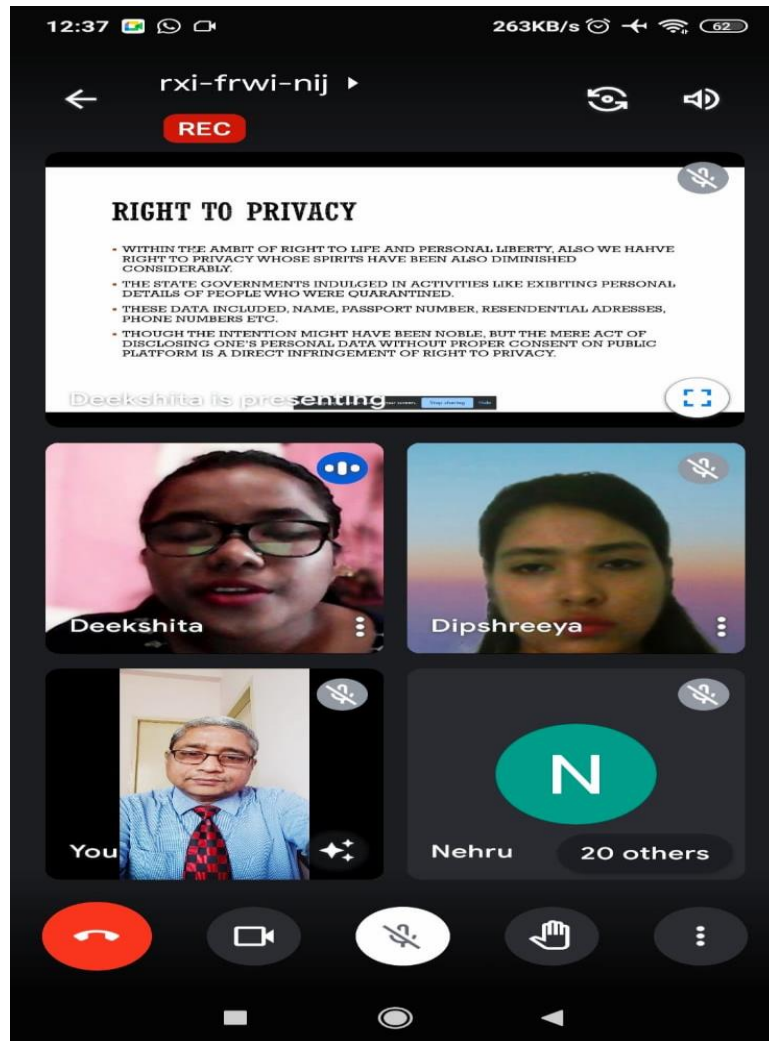 12:37
263KB/s
62
rxi-frwi-nij
REC
RIGHT TO PRIVACY
• WITHIN THE AMBIT OF RIGHT TO LIFE AND PERSONAL LIBERTY, ALSO WE HAHVE
RIGHT TO PRIVACY WHOSE SPIRITS HAVE BEEN ALSO DIMINISHED
CONSIDERABLY.
• THE STATE GOVERNMENTS INDULGED IN ACTIVITIES LIKE EXIBITING PERSONAL
DETAILS OF PEOPLE WHO WERE QUARANTINED.
• THESE DATA INCLUDED, NAME, PASSPORT NUMBER, RESENDENTIAL ADRESSES,
PHONE NUMBERS ETC.
• THOUGH THE INTENTION MIGHT HAVE BEEN NOBLE, BUT THE MERE ACT OF
DISCLOSING ONE'S PERSONAL DATA WITHOUT PROPER CONSENT ON PUBLIC
PLATFORM IS A DIRECT INFRINGEMENT OF RIGHT TO PRIVACY.
Deekshita is presenting
your screen. Stop sharing Hide
Deekshita
Dipshreeya
You
N
Nehru
20 others